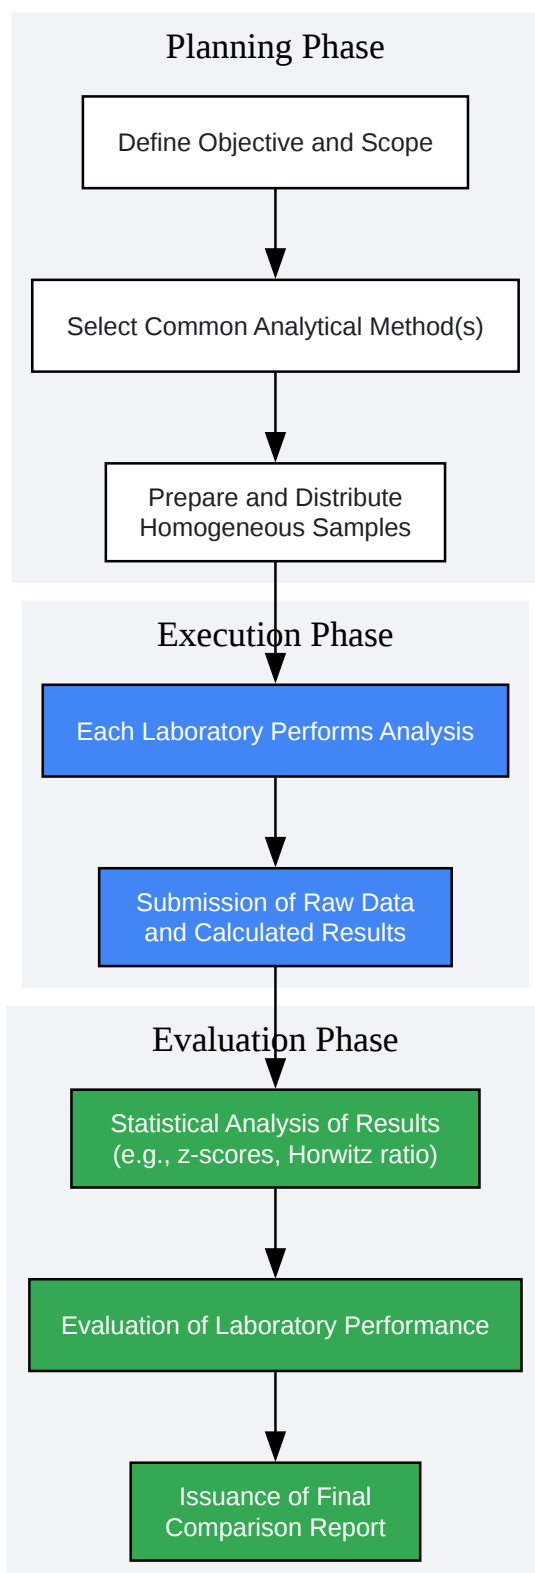 Planning Phase
Define Objective and Scope
Select Common Analytical Method(s)
Prepare and Distribute
Homogeneous Samples
Execution Phase
Each Laboratory Performs Analysis
Submission of Raw Data
and Calculated Results
Evaluation Phase
Statistical Analysis of Results
(e.g., z-scores, Horwitz ratio)
Evaluation of Laboratory Performance
Issuance of Final
Comparison Report